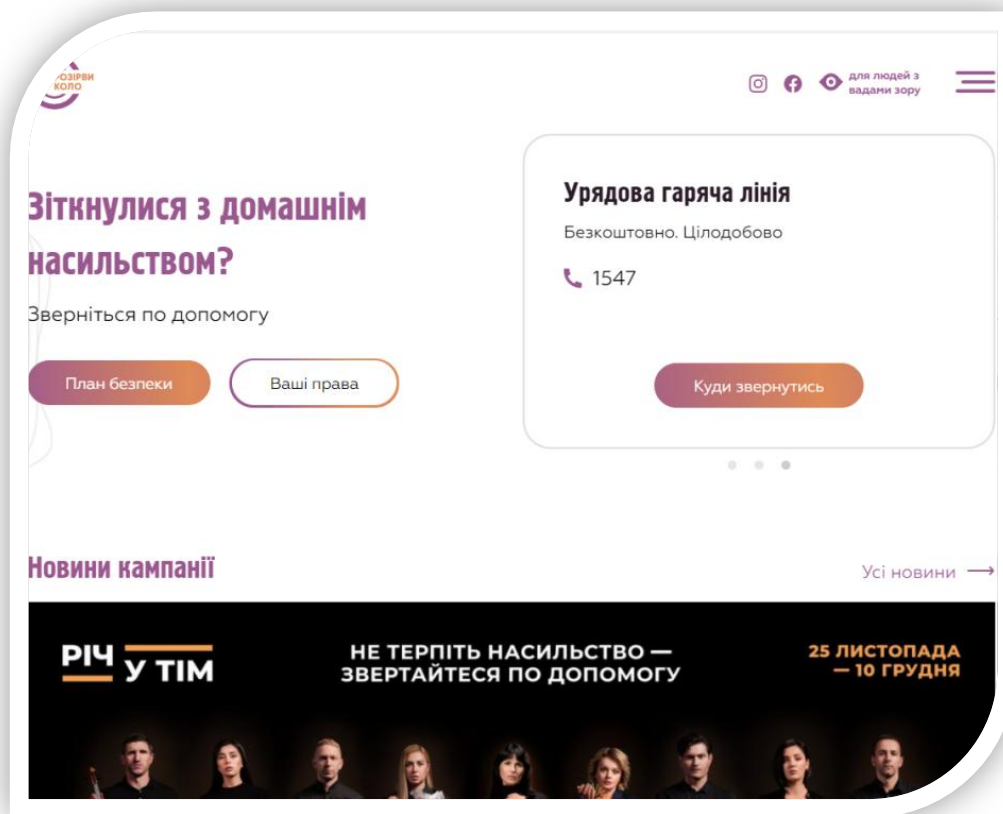 РОЗІРВИ
КОЛО
для людей з
вадами зору
Зіткнулися з домашнім
насильством?
Зверніться по допомогу
План безпеки
Ваші права
Урядова гаряча лінія
Безкоштовно. Цілодобово
1547
Куди звернутись
Новини кампанії
Усі новини
РІЧ
У ТІМ
НЕ ТЕРПІТЬ НАСИЛЬСТВО —
ЗВЕРТАЙТЕСЯ ПО ДОПОМОГУ
25 ЛИСТОПАДА
— 10 ГРУДНЯ